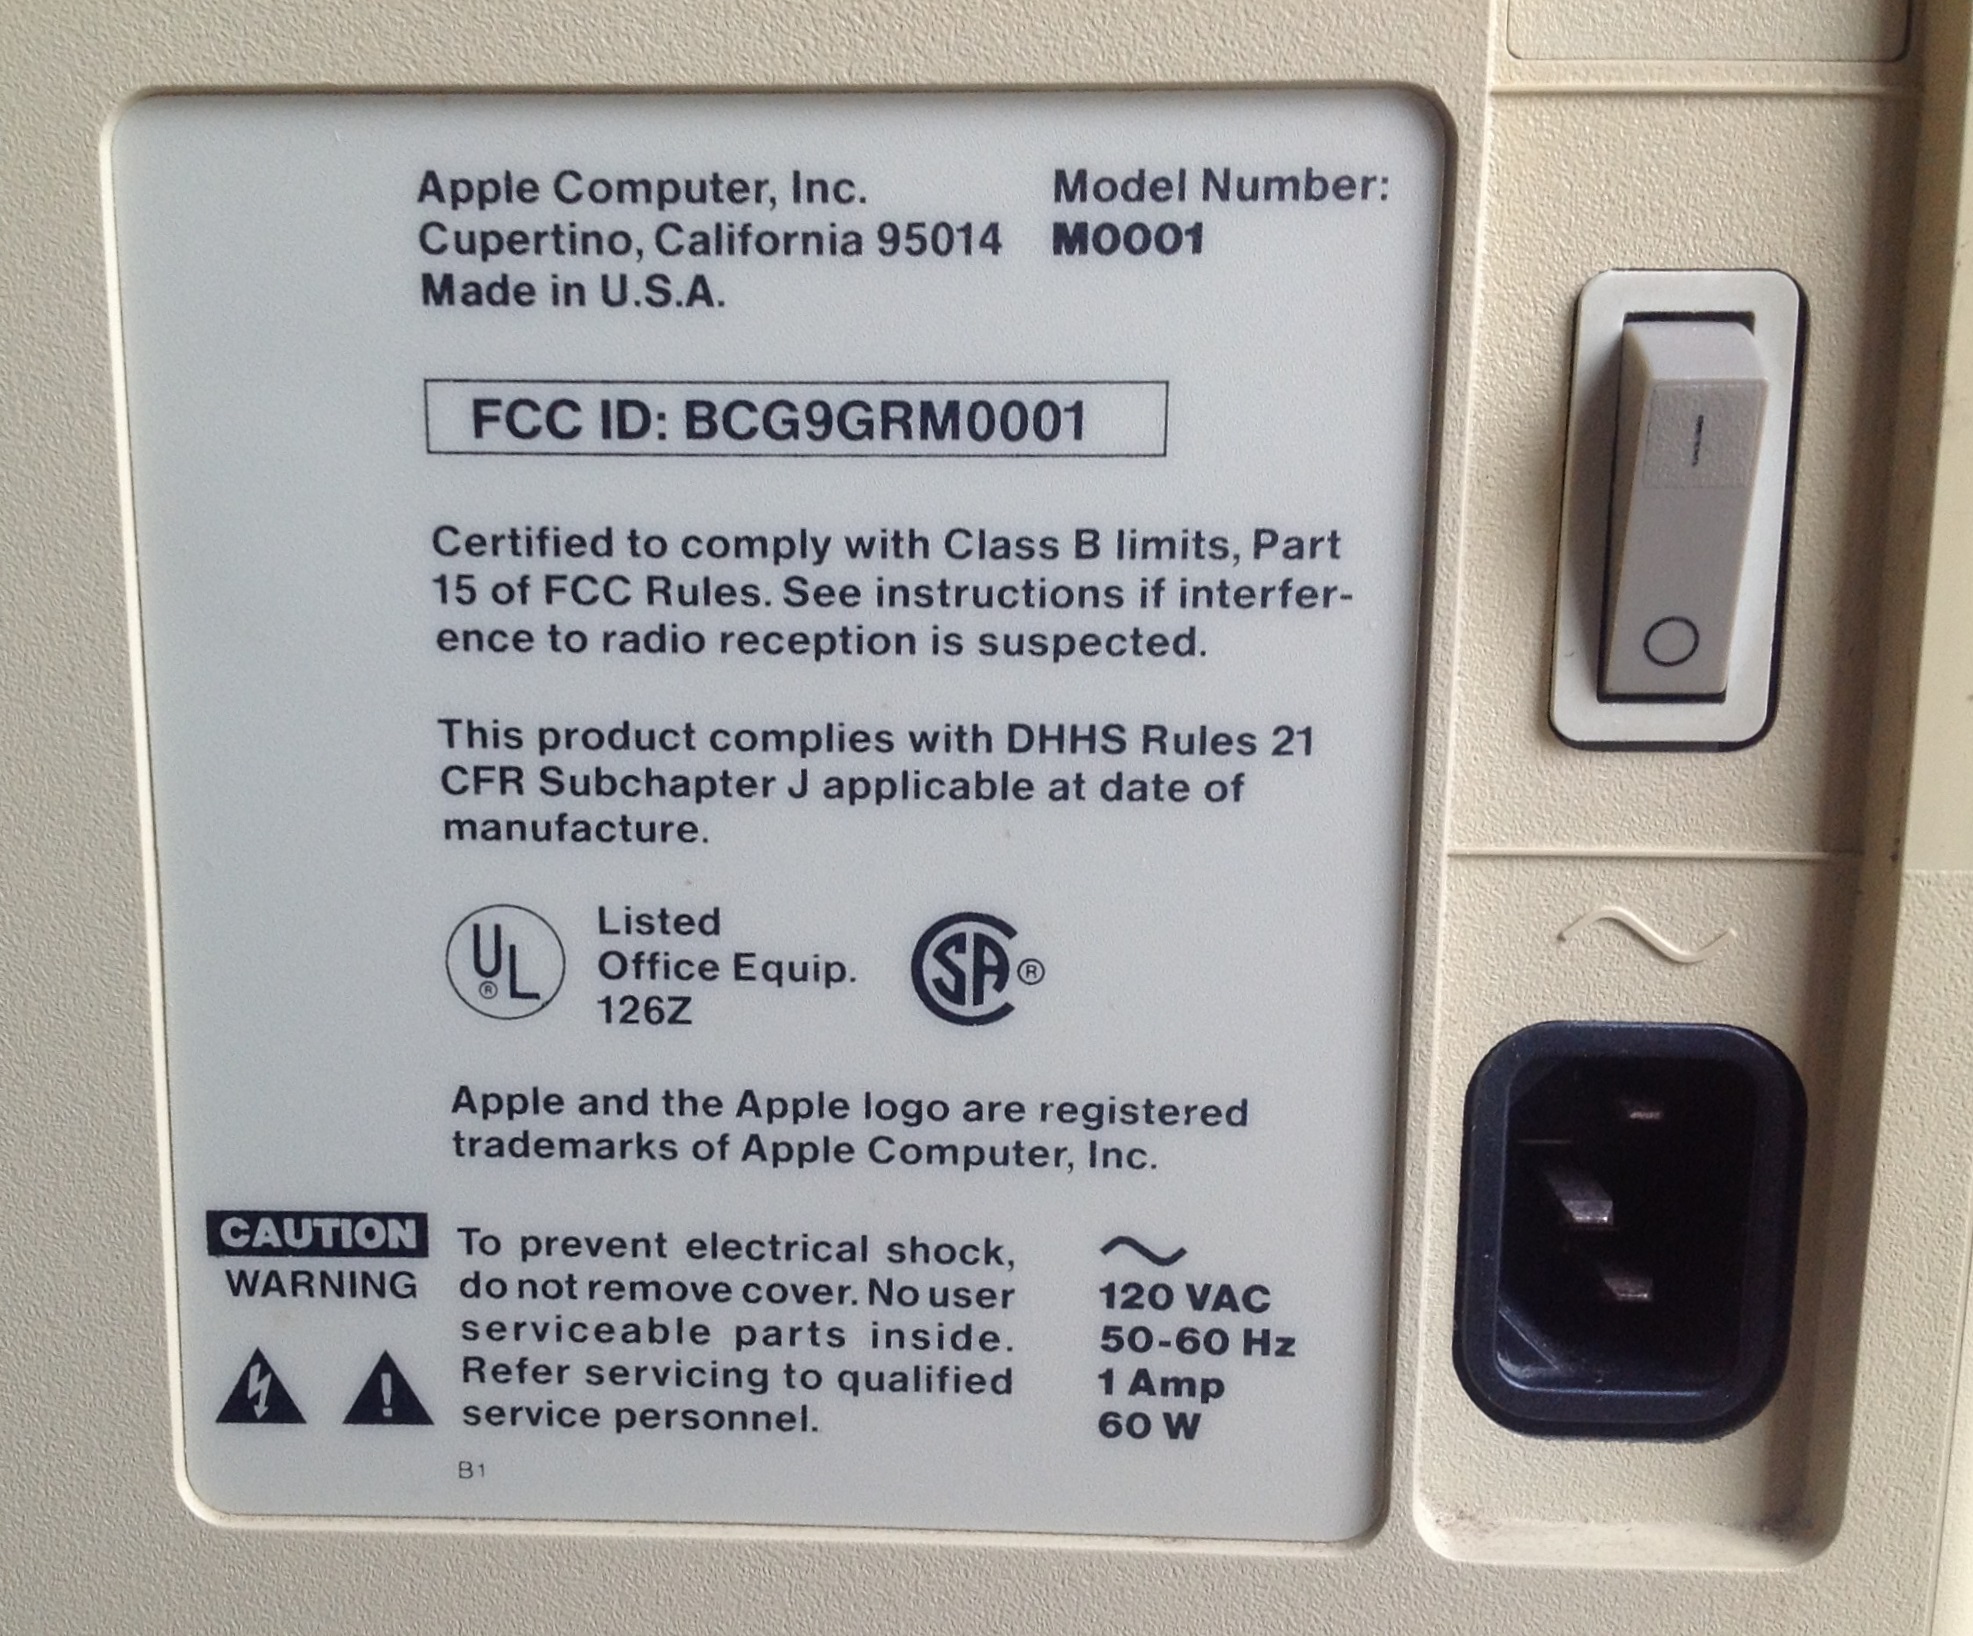 Apple Computer, Inc.
Cupertino, California 95014
Made in U.S.A.
Model Number:
M0001
FCC ID: BCG9GRM0001
Certified to comply with Class B limits, Part
15 of FCC Rules. See instructions if interfer-
ence to radio reception is suspected.
This product complies with DHHS Rules 21
CFR Subchapter J applicable at date of
manufacture.
UL®
Listed
Office Equip.
126Z
CSA®
Apple and the Apple logo are registered
trademarks of Apple Computer, Inc.
CAUTION
WARNING
To prevent electrical shock,
do not remove cover. No user
serviceable parts inside.
Refer servicing to qualified
service personnel.
120 VAC
50-60 Hz
1 Amp
60 W
B1